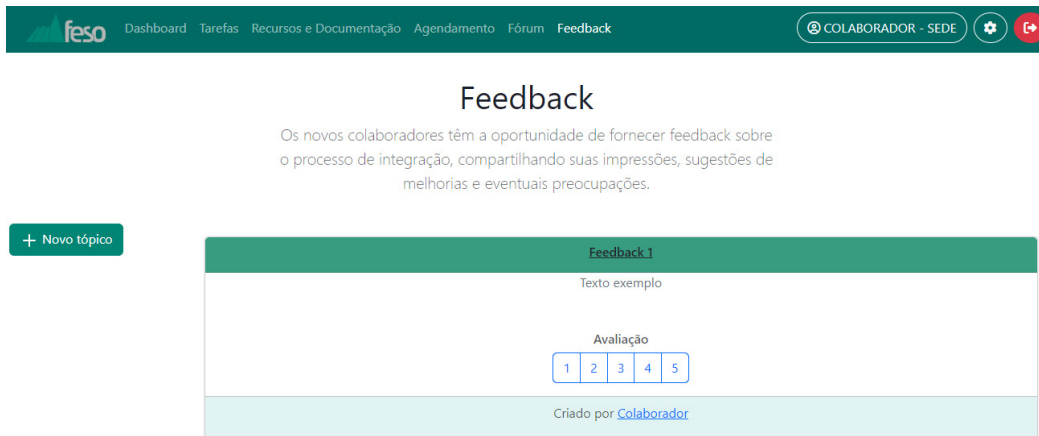 feso Dashboard Tarefas Recursos e Documentação Agendamento Fórum Feedback COLABORADOR - SEDE
Feedback
Os novos colaboradores têm a oportunidade de fornecer feedback sobre
o processo de integração, compartilhando suas impressões, sugestões de
melhorias e eventuais preocupações.
+ Novo tópico
Feedback 1
Texto exemplo
Avaliação
1 2 3 4 5
Criado por Colaborador